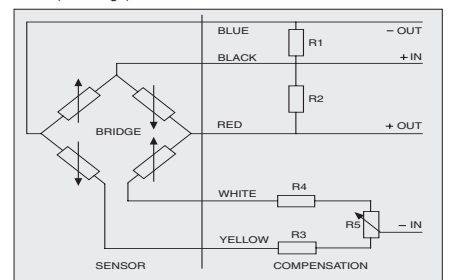 BLUE
− OUT
R1
BLACK
+ IN
R2
BRIDGE
RED
+ OUT
WHITE
R4
R5
− IN
YELLOW
R3
SENSOR
COMPENSATION